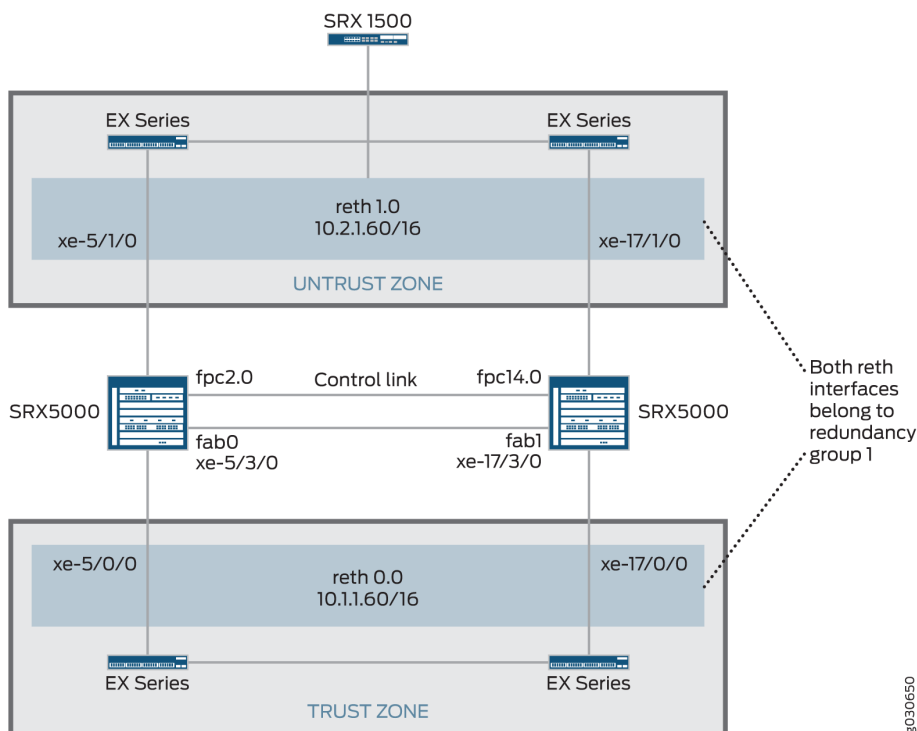 SRX 1500
EX Series
EX Series
reth 1.0
10.2.1.60/16
xe-5/1/0
xe-17/1/0
UNTRUST ZONE
fpc2.0
Control link
fpc14.0
SRX5000
SRX5000
fab0
xe-5/3/0
fab1
xe-17/3/0
Both reth
interfaces
belong to
redundancy
group 1
xe-5/0/0
xe-17/0/0
reth 0.0
10.1.1.60/16
EX Series
EX Series
TRUST ZONE
g030650